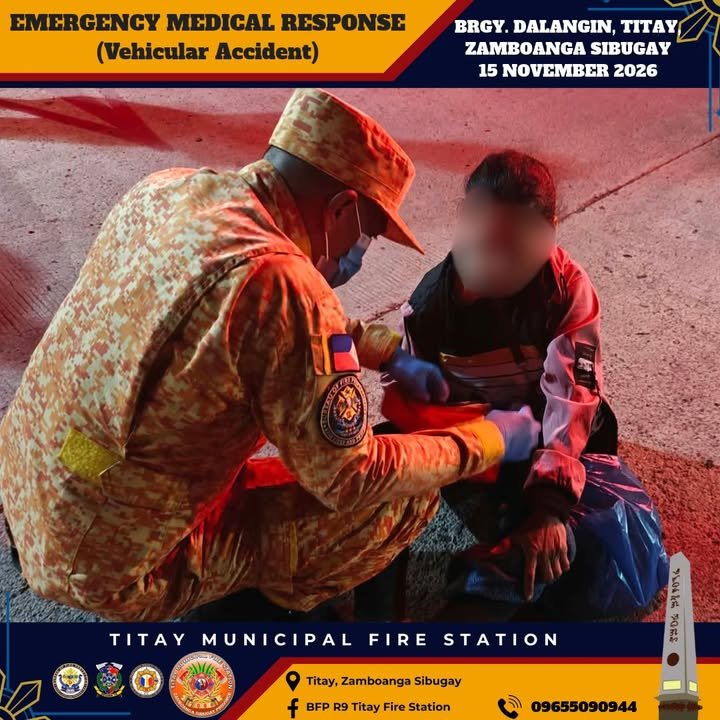 EMERGENCY MEDICAL RESPONSE
(Vehicular Accident)
BRGY. DALANGIN, TITAY,
ZAMBOANGA SIBUGAY
15 NOVEMBER 2026
TITAY MUNICIPAL FIRE STATION
Titay, Zamboanga Sibugay
BFP R9 Titay Fire Station
09655090944